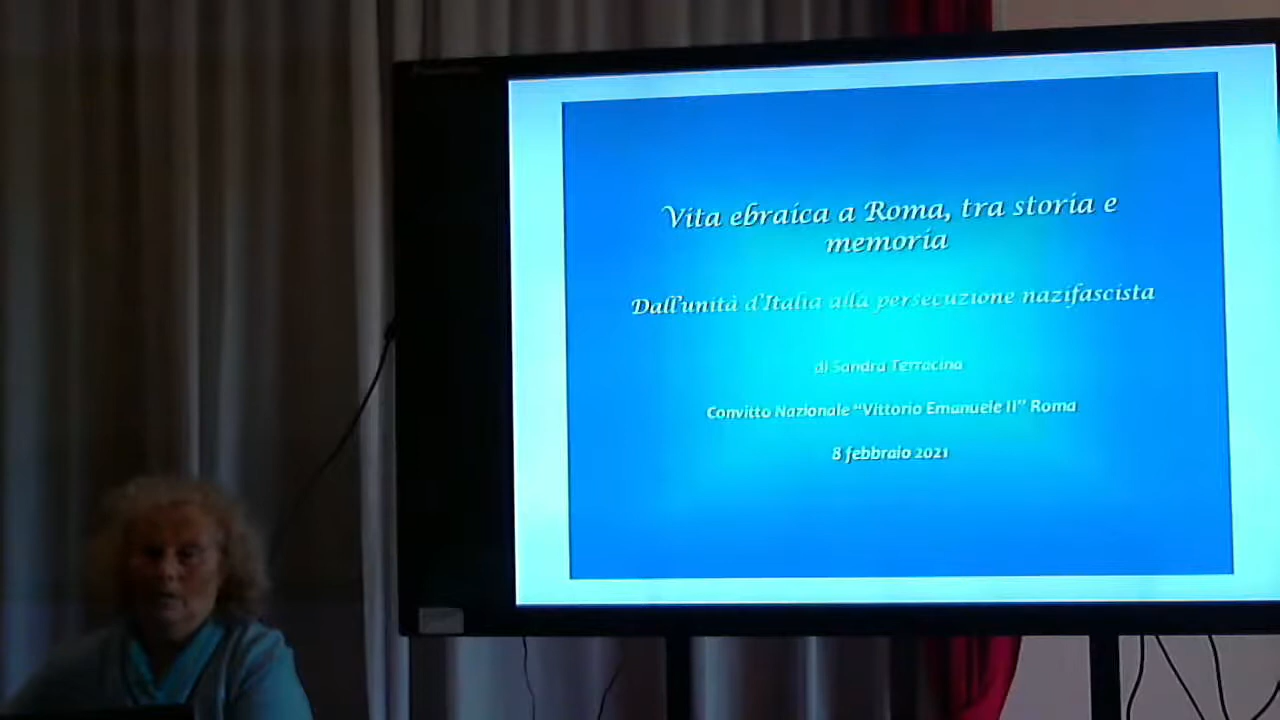 Vita ebraica a Roma, tra storia e
memoria
Dall'unità d'Italia alla persecuzione nazifascista
di Sandra Terracina
Convitto Nazionale “Vittorio Emanuele II” Roma
8 febbraio 2021